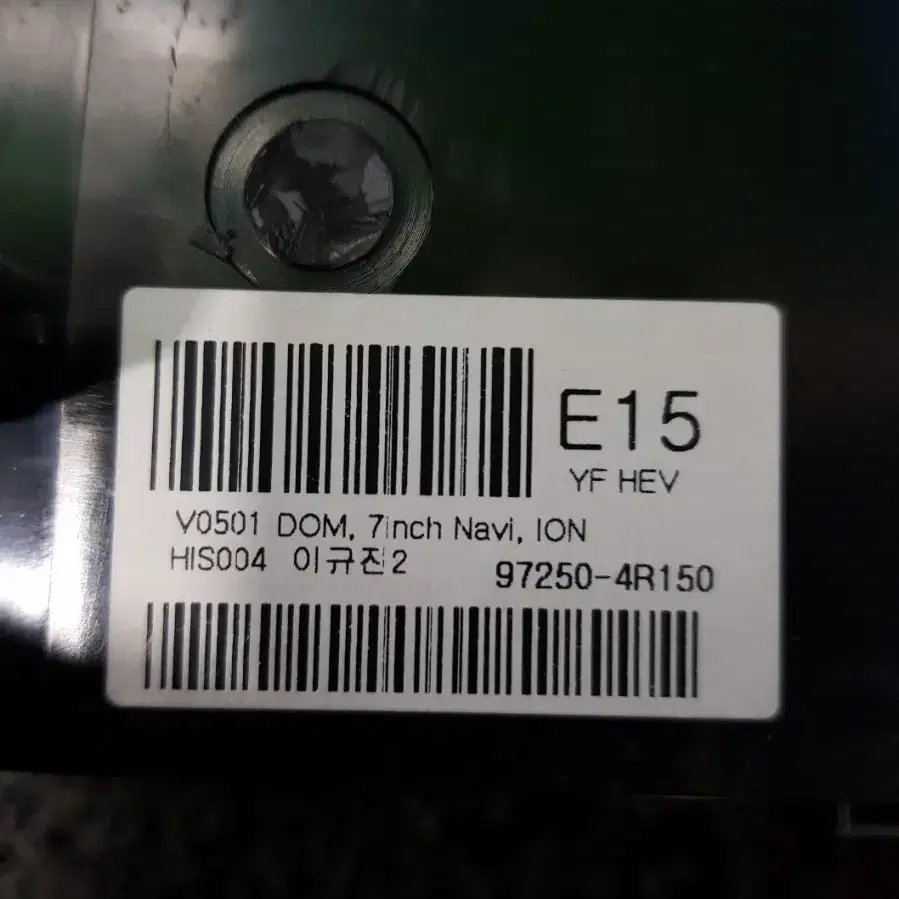 E15
YF HEV
V0501 DOM, 7inch Navi, ION
HIS004 이규진2
97250-4R150